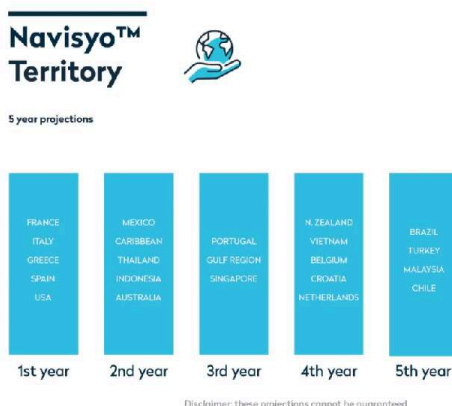 Navisyo™
Territory
5 year projections
FRANCE
ITALY
GREECE
SPAIN
USA
MEXICO
CARIBBEAN
THAILAND
INDONESIA
AUSTRALIA
PORTUGAL
GULF REGION
SINGAPORE
N. ZEALAND
VIETNAM
BELGIUM
CROATIA
NETHERLANDS
BRAZIL
TURKEY
MALAYSIA
CHILE
1st year
2nd year
3rd year
4th year
5th year
Disclaimer: these projections cannot be guaranteed